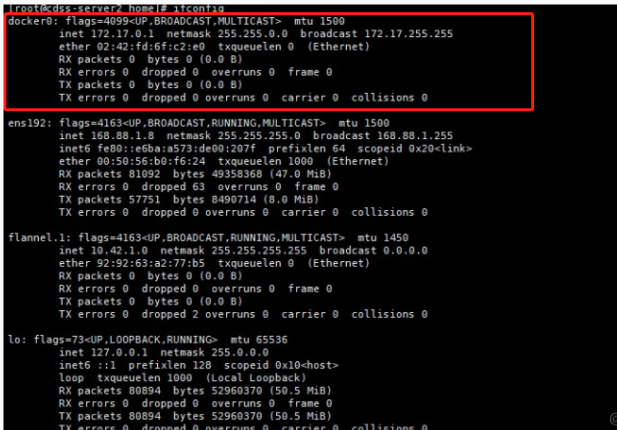 [root@cdss-server2 home]# ifconfig
docker0: flags=4099<UP,BROADCAST,MULTICAST>  mtu 1500
        inet 172.17.0.1  netmask 255.255.0.0  broadcast 172.17.255.255
        ether 02:42:fd:6f:c2:e0  txqueuelen 0  (Ethernet)
        RX packets 0  bytes 0 (0.0 B)
        RX errors 0  dropped 0  overruns 0  frame 0
        TX packets 0  bytes 0 (0.0 B)
        TX errors 0  dropped 0 overruns 0  carrier 0  collisions 0
ens192: flags=4163<UP,BROADCAST,RUNNING,MULTICAST>  mtu 1500
        inet 168.88.1.8  netmask 255.255.255.0  broadcast 168.88.1.255
        inet6 fe80::e6ba:a573:de00:207f  prefixlen 64  scopeid 0x20<link>
        ether 00:50:56:b0:f6:24  txqueuelen 1000  (Ethernet)
        RX packets 81092  bytes 49358368 (47.0 MiB)
        RX errors 0  dropped 63  overruns 0  frame 0
        TX packets 57751  bytes 8490714 (8.0 MiB)
        TX errors 0  dropped 0 overruns 0  carrier 0  collisions 0
flannel.1: flags=4163<UP,BROADCAST,RUNNING,MULTICAST>  mtu 1450
        inet 10.42.1.0  netmask 255.255.255.255  broadcast 0.0.0.0
        ether 92:92:63:a2:77:b5  txqueuelen 0  (Ethernet)
        RX packets 0  bytes 0 (0.0 B)
        RX errors 0  dropped 0  overruns 0  frame 0
        TX packets 0  bytes 0 (0.0 B)
        TX errors 0  dropped 2 overruns 0  carrier 0  collisions 0
lo: flags=73<UP,LOOPBACK,RUNNING>  mtu 65536
        inet 127.0.0.1  netmask 255.0.0.0
        inet6 ::1  prefixlen 128  scopeid 0x10<host>
        loop  txqueuelen 1000  (Local Loopback)
        RX packets 80894  bytes 52960370 (50.5 MiB)
        RX errors 0  dropped 0  overruns 0  frame 0
        TX packets 80894  bytes 52960370 (50.5 MiB)
        TX errors 0  dropped 0 overruns 0  carrier 0  collisions 0